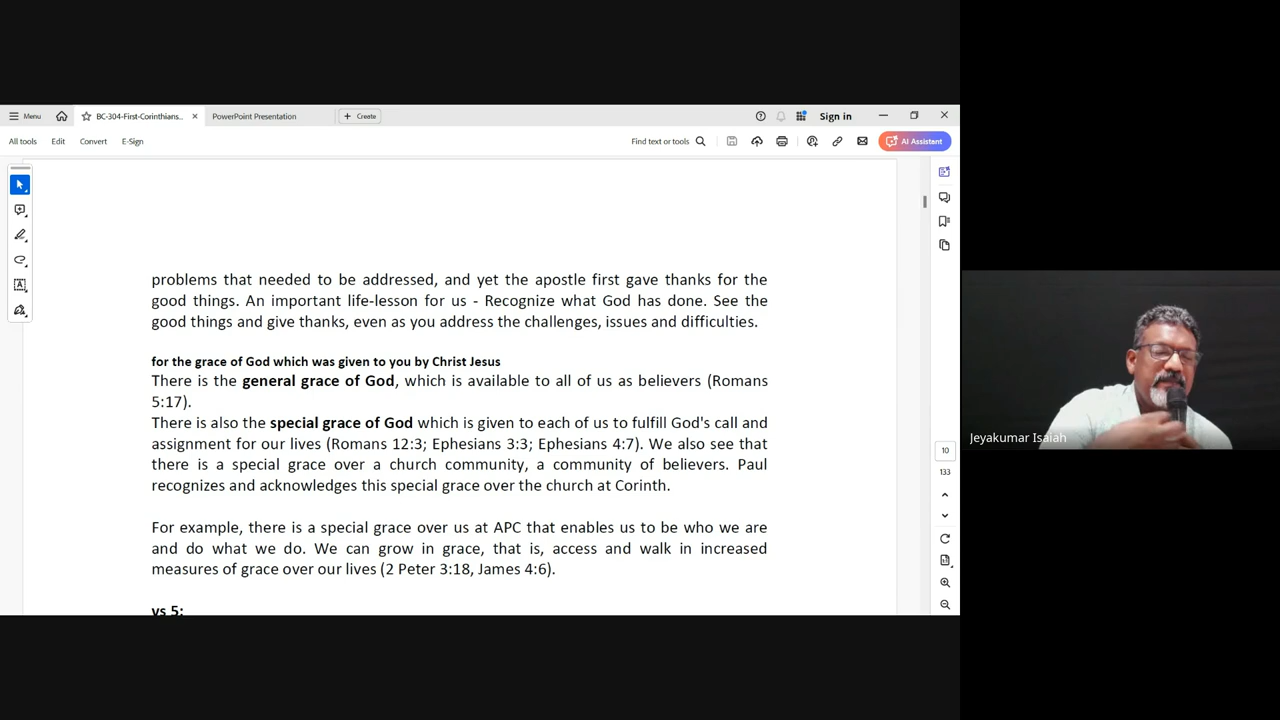 Menu
BC-304-First-Corinthians..
PowerPoint Presentation
Create
Sign in
All tools
Edit
Convert
E-Sign
Find text or tools
AI Assistant
problems that needed to be addressed, and yet the apostle first gave thanks for the
good things. An important life-lesson for us - Recognize what God has done. See the
good things and give thanks, even as you address the challenges, issues and difficulties.
for the grace of God which was given to you by Christ Jesus
There is the general grace of God, which is available to all of us as believers (Romans
5:17).
There is also the special grace of God which is given to each of us to fulfill God's call and
assignment for our lives (Romans 12:3; Ephesians 3:3; Ephesians 4:7). We also see that
there is a special grace over a church community, a community of believers. Paul
recognizes and acknowledges this special grace over the church at Corinth.
For example, there is a special grace over us at APC that enables us to be who we are
and do what we do. We can grow in grace, that is, access and walk in increased
measures of grace over our lives (2 Peter 3:18, James 4:6).
vs 5:
10
133
Jeyakumar Isaiah